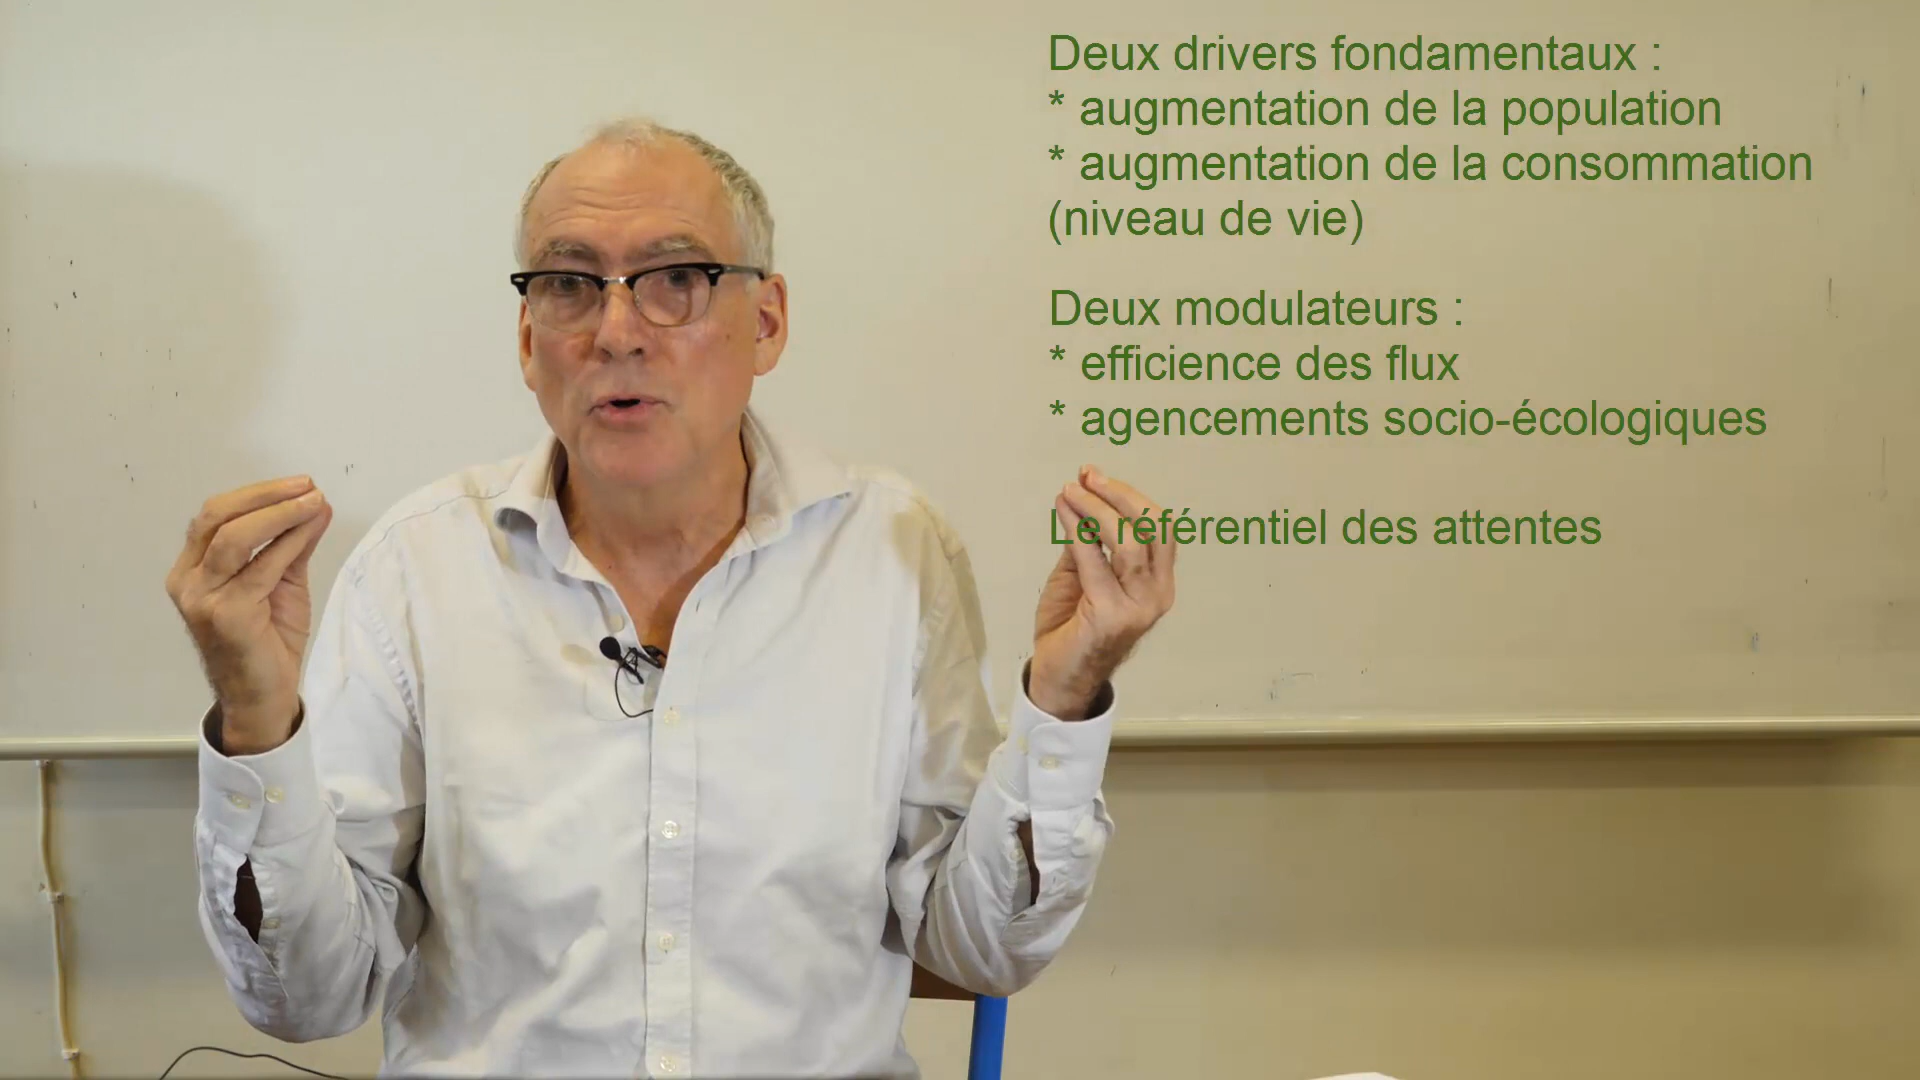 Deux drivers fondamentaux :
* augmentation de la population
* augmentation de la consommation
(niveau de vie)
Deux modulateurs :
* efficience des flux
* agencements socio-écologiques
Le référentiel des attentes